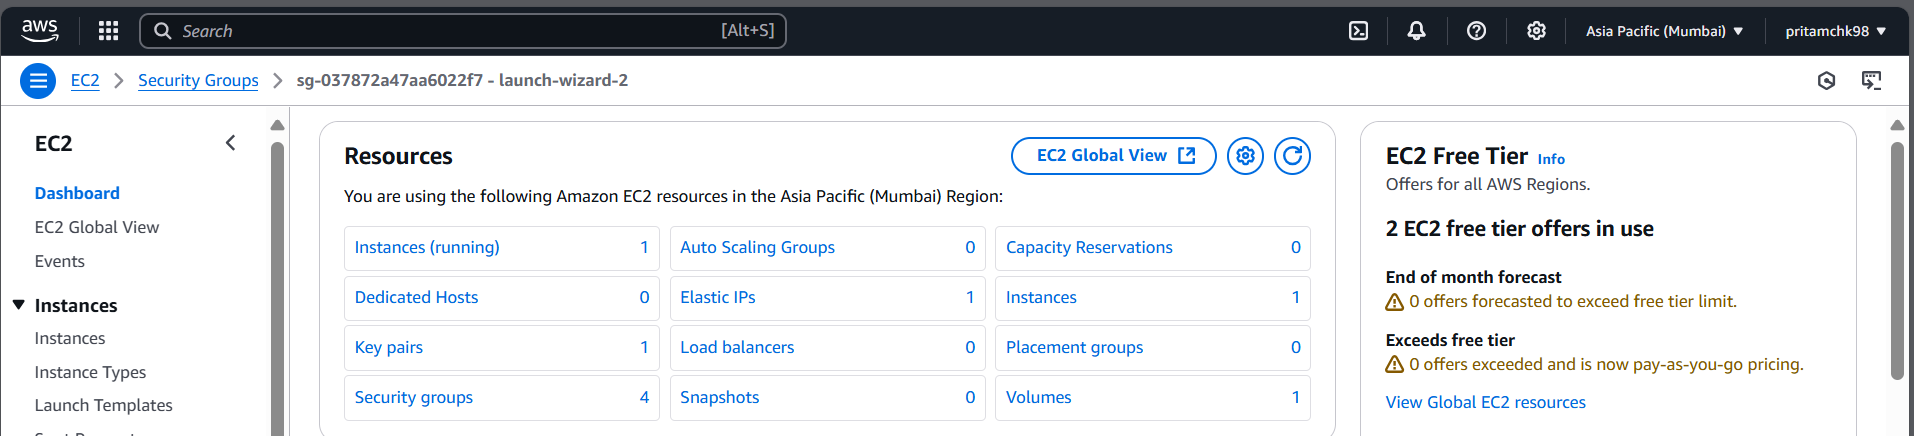 aws
Search [Alt+S]
Asia Pacific (Mumbai) pritamchk98
EC2 Security Groups sg-037872a47aa6022f7 - launch-wizard-2
EC2
Dashboard
EC2 Global View
Events
Instances
Instances
Instance Types
Launch Templates
Resources
EC2 Global View
You are using the following Amazon EC2 resources in the Asia Pacific (Mumbai) Region:
Instances (running) 1 Auto Scaling Groups 0 Capacity Reservations 0
Dedicated Hosts 0 Elastic IPs 1 Instances 1
Key pairs 1 Load balancers 0 Placement groups 0
Security groups 4 Snapshots 0 Volumes 1
EC2 Free Tier Info
Offers for all AWS Regions.
2 EC2 free tier offers in use
End of month forecast
0 offers forecasted to exceed free tier limit.
Exceeds free tier
0 offers exceeded and is now pay-as-you-go pricing.
View Global EC2 resources